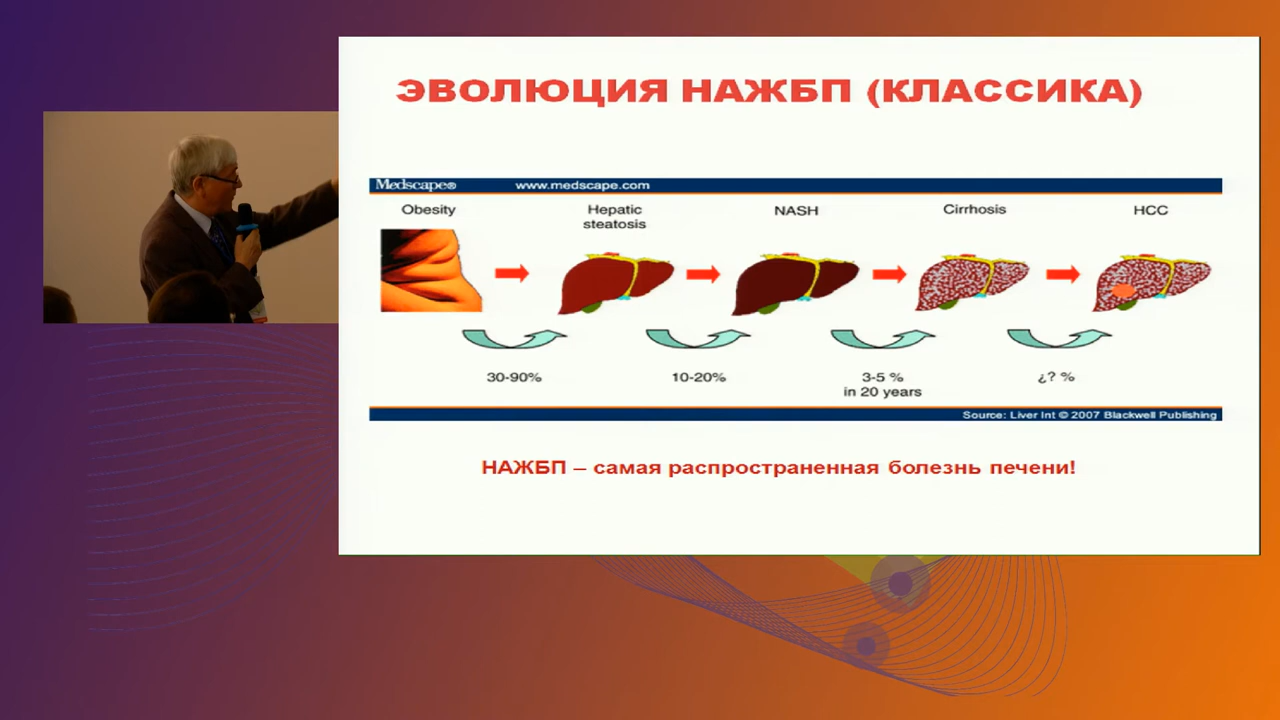 ЭВОЛЮЦИЯ НАЖБП (КЛАССИКА)
Medscape® www.medscape.com
Obesity
Hepatic
steatosis
NASH
Cirrhosis
HCC
30-90%
10-20%
3-5 %
in 20 years
¿? %
Source: Liver Int © 2007 Blackwell Publishing
НАЖБП – самая распространенная болезнь печени!